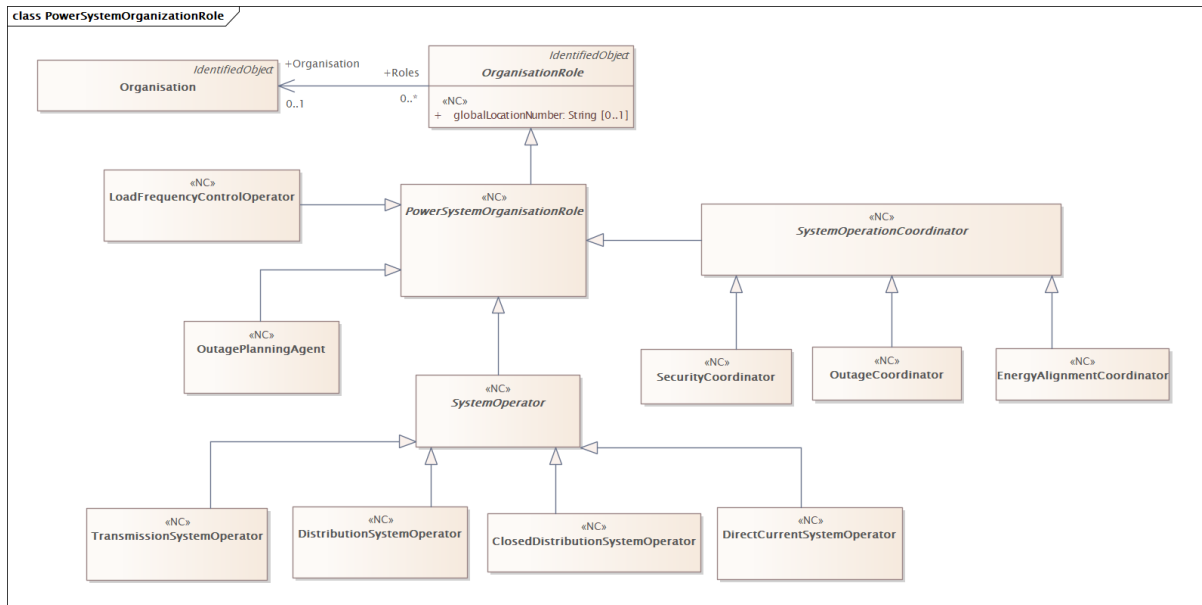 class PowerSystemOrganizationRole
IdentifiedObject
Organisation
+Organisation
0..1
+Roles
0..*
IdentifiedObject
OrganisationRole
«NC»
+ globalLocationNumber: String [0..1]
«NC»
LoadFrequencyControlOperator
«NC»
PowerSystemOrganisationRole
«NC»
SystemOperationCoordinator
«NC»
OutagePlanningAgent
«NC»
SecurityCoordinator
«NC»
OutageCoordinator
«NC»
EnergyAlignmentCoordinator
«NC»
SystemOperator
«NC»
TransmissionSystemOperator
«NC»
DistributionSystemOperator
«NC»
ClosedDistributionSystemOperator
«NC»
DirectCurrentSystemOperator